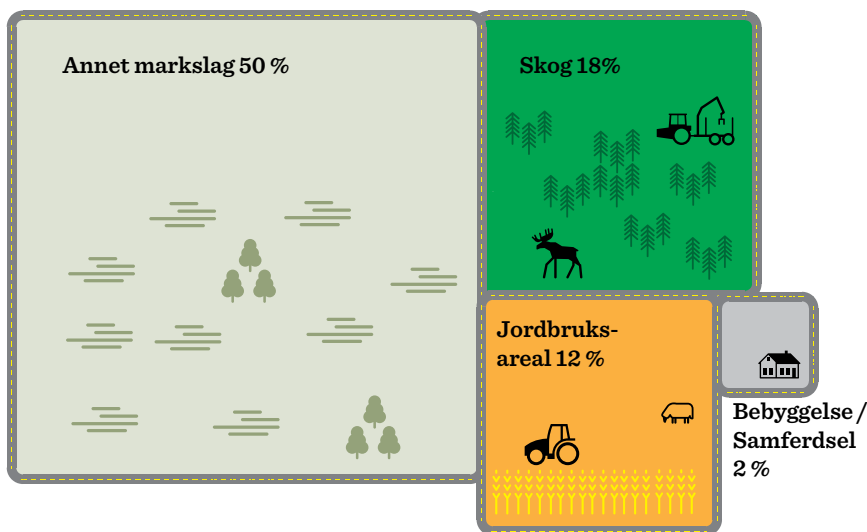 Annet markslag 50 %
Skog 18%
Jordbruks-
areal 12 %
Bebyggelse /
Samferdsel
2 %